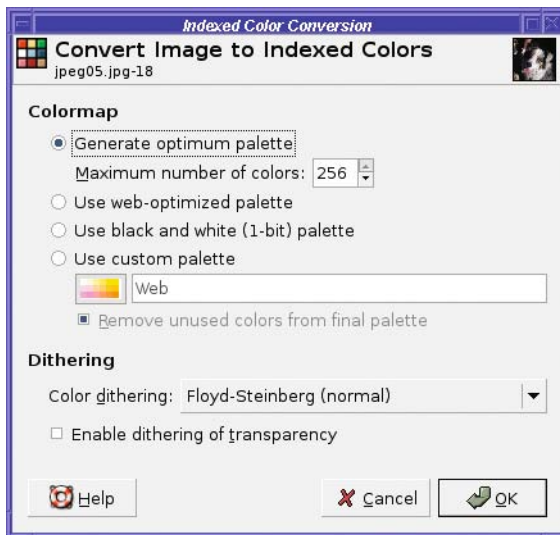 Indexed Color Conversion
Convert Image to Indexed Colors
jpeg05.jpg-18
Colormap
Generate optimum palette
Maximum number of colors: 256
Use web-optimized palette
Use black and white (1-bit) palette
Use custom palette
Web
Remove unused colors from final palette
Dithering
Color dithering: Floyd-Steinberg (normal)
Enable dithering of transparency
Help Cancel OK